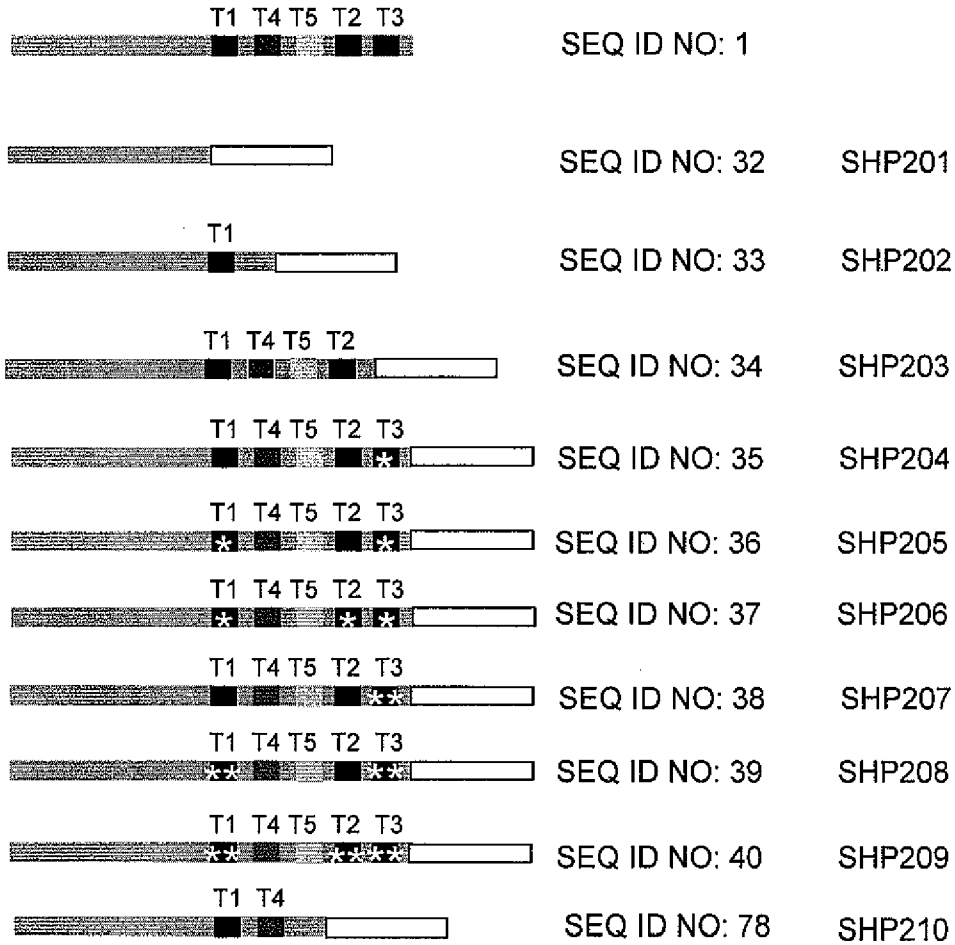 T1 T4 T5 T2 T3
SEQ ID NO: 1
SEQ ID NO: 32 SHP201
T1
SEQ ID NO: 33 SHP202
T1 T4 T5 T2
SEQ ID NO: 34 SHP203
T1 T4 T5 T2 T3
* SEQ ID NO: 35 SHP204
T1 T4 T5 T2 T3
* * SEQ ID NO: 36 SHP205
T1 T4 T5 T2 T3
* * * SEQ ID NO: 37 SHP206
T1 T4 T5 T2 T3
** SEQ ID NO: 38 SHP207
T1 T4 T5 T2 T3
** ** SEQ ID NO: 39 SHP208
T1 T4 T5 T2 T3
** ** ** SEQ ID NO: 40 SHP209
T1 T4
SEQ ID NO: 78 SHP210